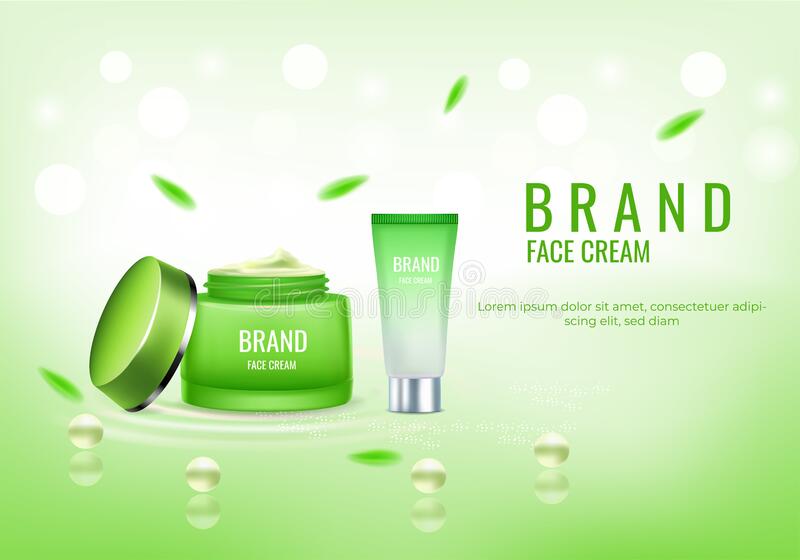 BRAND
FACE CREAM
Lorem ipsum dolor sit amet, consectetuer adipi-
scing elit, sed diam
BRAND
FACE CREAM
BRAND
FACE CREAM
dreamstime